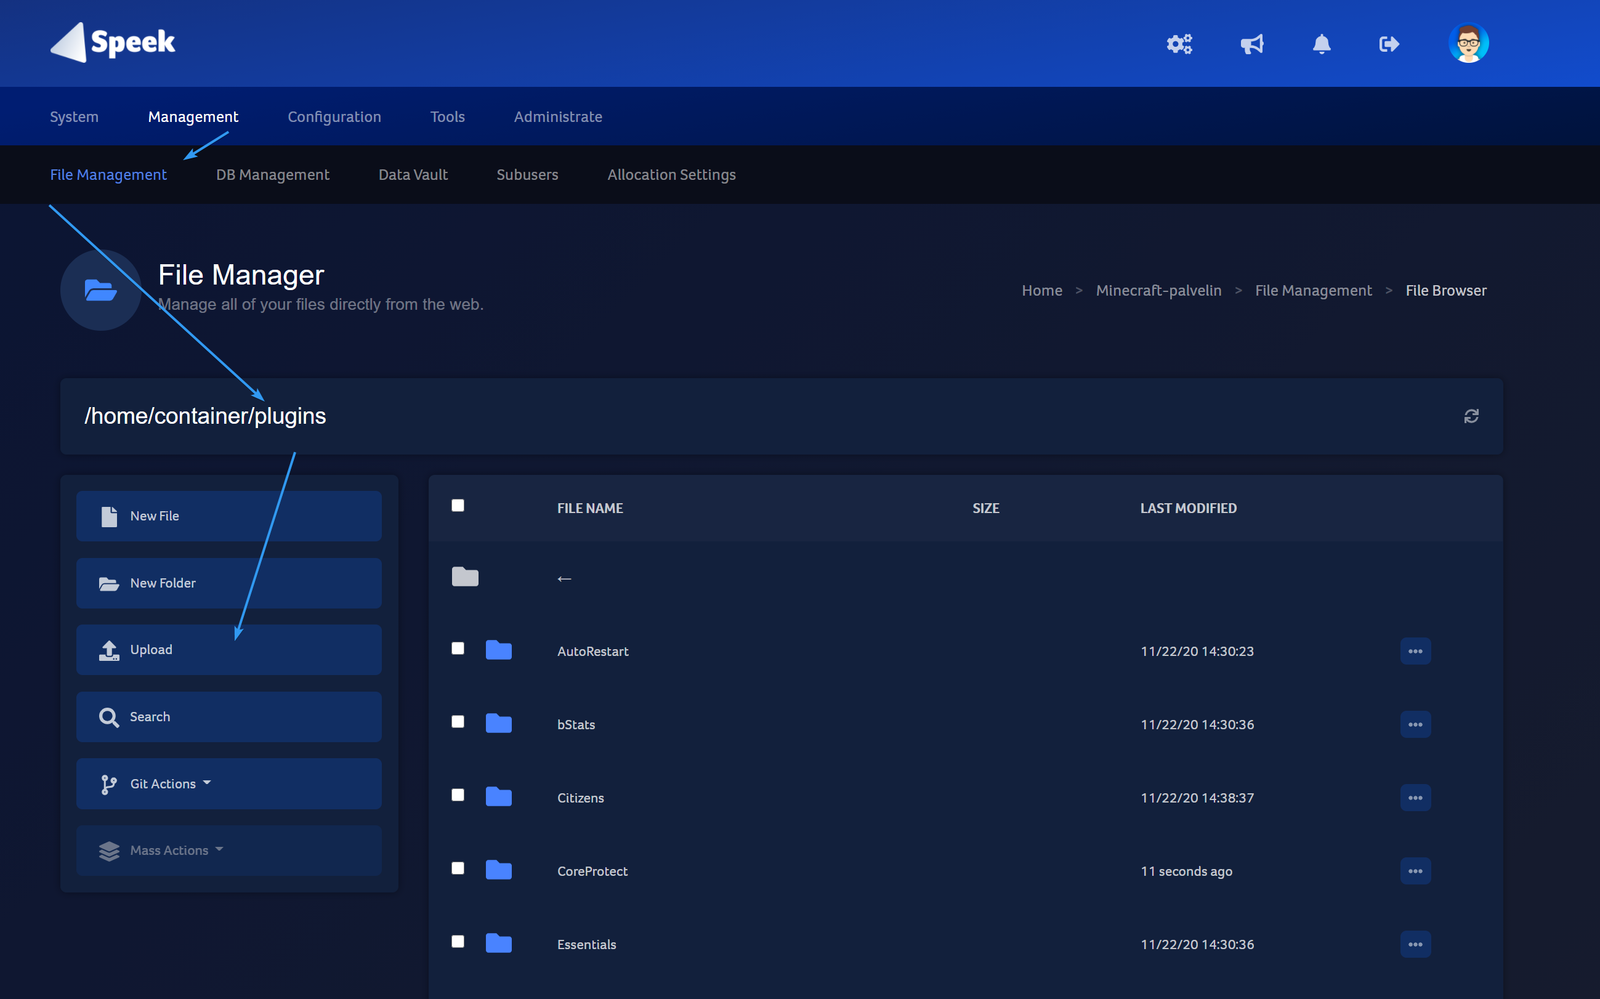 Speek
System Management Configuration Tools Administrate
File Management DB Management Data Vault Subusers Allocation Settings
File Manager
Manage all of your files directly from the web.
Home > Minecraft-palvelin > File Management > File Browser
/home/container/plugins
New File
New Folder
Upload
Search
Git Actions
Mass Actions
FILE NAME SIZE LAST MODIFIED
←
AutoRestart 11/22/20 14:30:23
bStats 11/22/20 14:30:36
Citizens 11/22/20 14:38:37
CoreProtect 11 seconds ago
Essentials 11/22/20 14:30:36